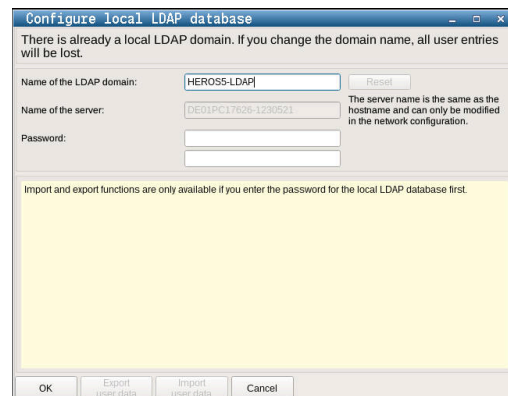 Configure local LDAP database
There is already a local LDAP domain. If you change the domain name, all user entries
will be lost.
Name of the LDAP domain:
HEROS5-LDAP
Reset
Name of the server:
DE01PC17626-1230521
The server name is the same as the
hostname and can only be modified
in the network configuration.
Password:
Import and export functions are only available if you enter the password for the local LDAP database first.
OK
Export
user data
Import
user data
Cancel